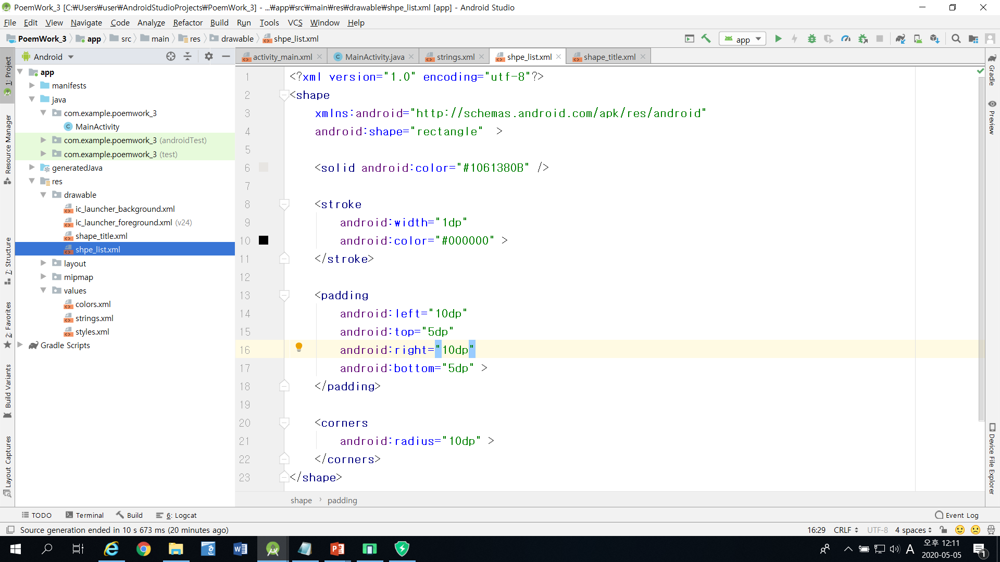 PoemWork_3 [C:₩Users₩user₩AndroidStudioProjects₩PoemWork_3] - ...₩app₩src₩main₩res₩drawable₩shpe_list.xml [app] - Android Studio
File Edit View Navigate Code Analyze Refactor Build Run Tools VCS Window Help
PoemWork_3 app src main res drawable shpe_list.xml app
Android
activity_main.xml MainActivity.java strings.xml shpe_list.xml shape_title.xml
1: Project
Resource Manager
7: Structure
2: Favorites
Build Variants
Layout Captures
app
manifests
java
com.example.poemwork_3
MainActivity
com.example.poemwork_3 (androidTest)
com.example.poemwork_3 (test)
generatedJava
res
drawable
ic_launcher_background.xml
ic_launcher_foreground.xml (v24)
shape_title.xml
shpe_list.xml
layout
mipmap
values
colors.xml
strings.xml
styles.xml
Gradle Scripts
1 <?xml version="1.0" encoding="utf-8"?>
2 <shape
3 xmlns:android="http://schemas.android.com/apk/res/android"
4 android:shape="rectangle" >
5
6 <solid android:color="#1061380B" />
7
8 <stroke
9 android:width="1dp"
10 android:color="#000000" >
11 </stroke>
12
13 <padding
14 android:left="10dp"
15 android:top="5dp"
16 android:right="10dp"
17 android:bottom="5dp" >
18 </padding>
19
20 <corners
21 android:radius="10dp" >
22 </corners>
23 </shape>
shape › padding
Gradle
Preview
Device File Explorer
TODO Terminal Build 6: Logcat Event Log
Source generation ended in 10 s 673 ms (20 minutes ago) 16:29 CRLF UTF-8 4 spaces
A 오후 12:11
2020-05-05
1